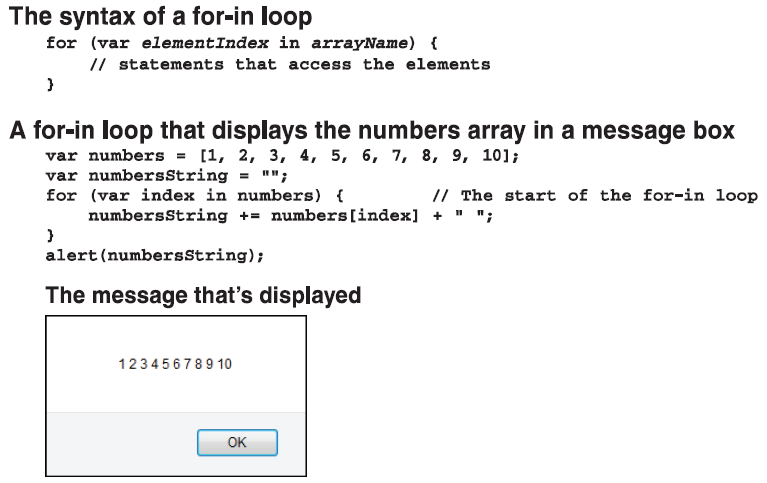 The syntax of a for-in loop
for (var elementIndex in arrayName) {
// statements that access the elements
}
A for-in loop that displays the numbers array in a message box
var numbers = [1, 2, 3, 4, 5, 6, 7, 8, 9, 10];
var numbersString = "";
for (var index in numbers) { // The start of the for-in loop
numbersString += numbers[index] + " ";
}
alert(numbersString);
The message that's displayed
1 2 3 4 5 6 7 8 9 10
OK